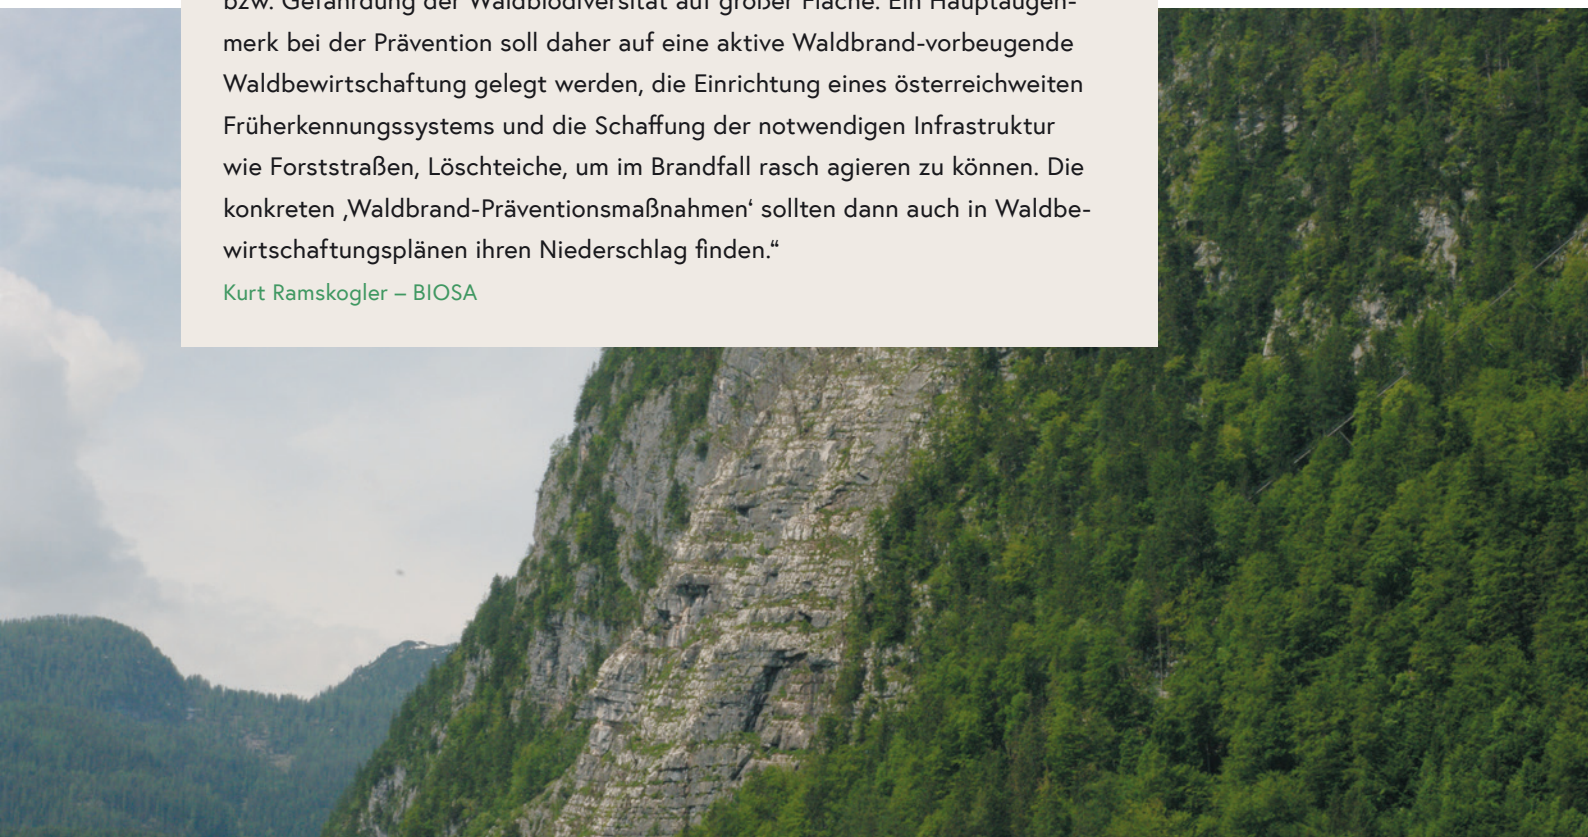 bzw. Gefährdung der Waldbiodiversität auf großer Fläche. Ein Hauptaugen-
merk bei der Prävention soll daher auf eine aktive Waldbrand-vorbeugende
Waldbewirtschaftung gelegt werden, die Einrichtung eines österreichweiten
Früherkennungssystems und die Schaffung der notwendigen Infrastruktur
wie Forststraßen, Löschteiche, um im Brandfall rasch agieren zu können. Die
konkreten ‚Waldbrand-Präventionsmaßnahmen‘ sollten dann auch in Waldbe-
wirtschaftungsplänen ihren Niederschlag finden.“
Kurt Ramskogler – BIOSA